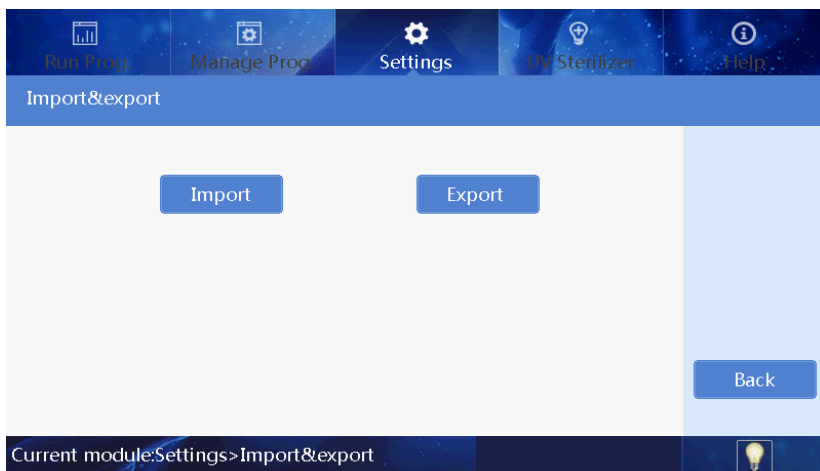 Run Prog
Manage Prog
Settings
UV Sterilizer
Help
Import&export
Import
Export
Back
Current module:Settings>Import&export